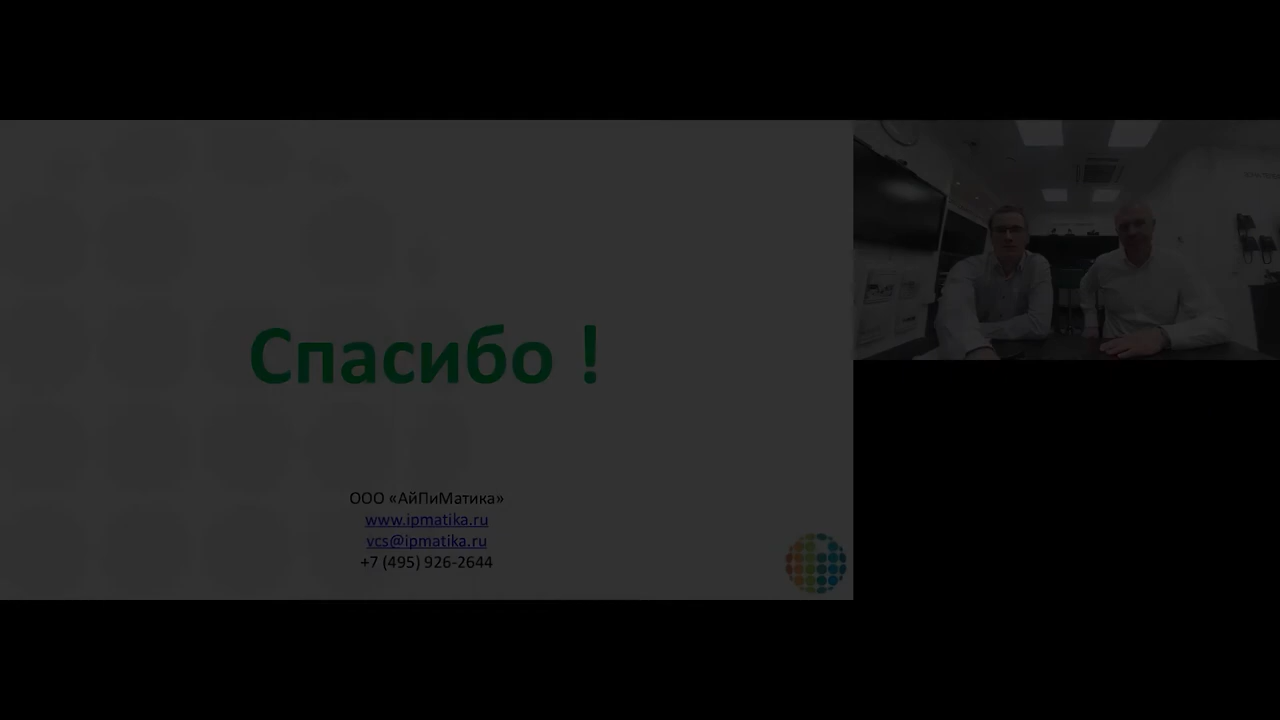 Спасибо !
ООО «АйПиМатика»
www.ipmatika.ru
vcs@ipmatika.ru
+7 (495) 926-2644